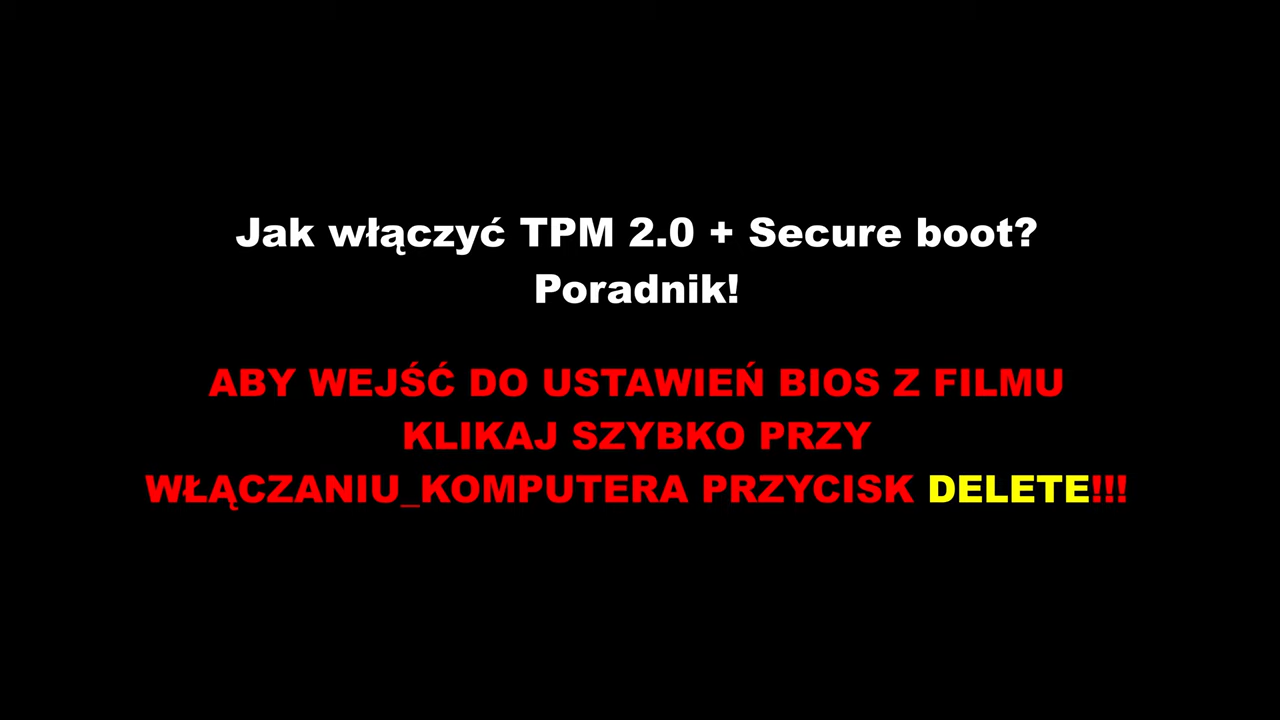 Jak włączyć TPM 2.0 + Secure boot?
Poradnik!
ABY WEJŚĆ DO USTAWIEŃ BIOS Z FILMU
KLIKAJ SZYBKO PRZY
WŁĄCZANIU_KOMPUTERA PRZYCISK DELETE!!!